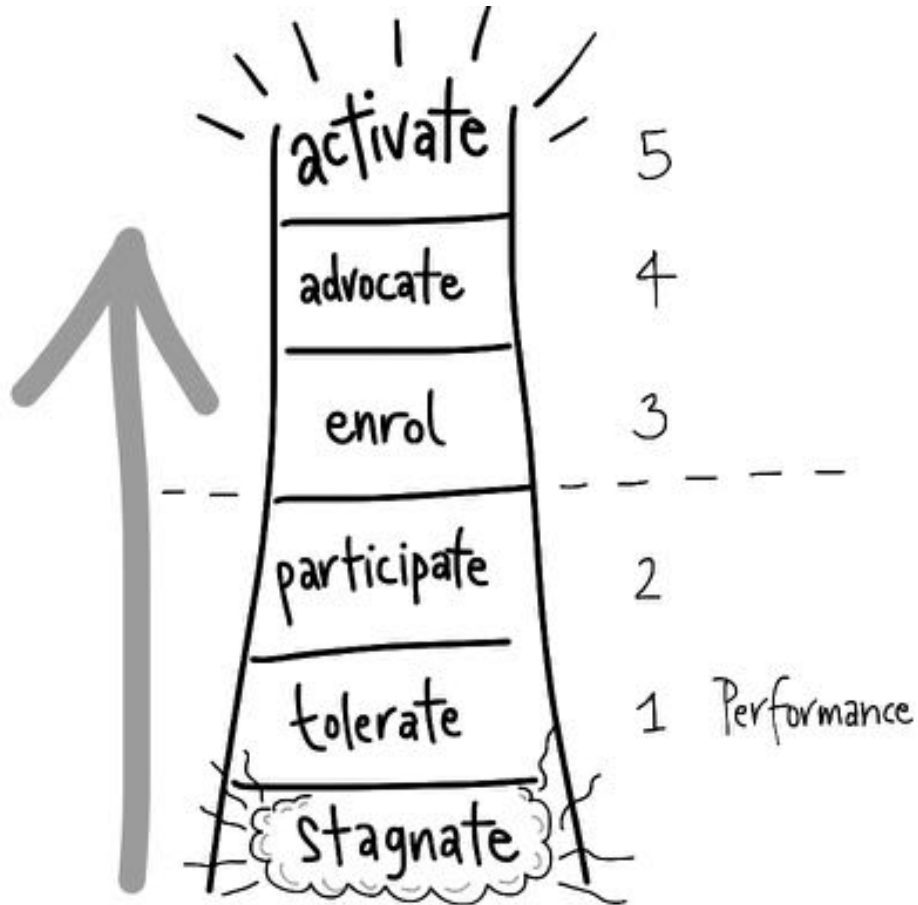 activate 5
advocate 4
enrol 3
participate 2
tolerate 1 Performance
stagnate